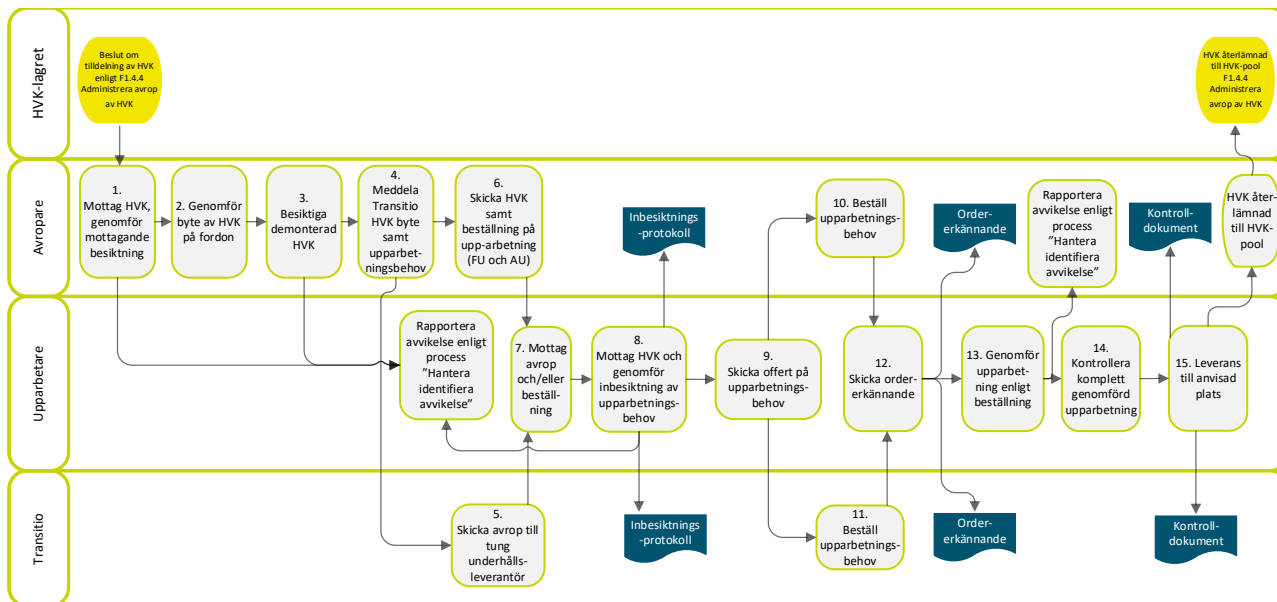 HVK-lagret
Beslut om
tilldelning av HVK
enligt F1.4.4
Administrera avrop
av HVK
HVK återlämnad
till HVK-pool
F1.4.4
Administrera
avrop av HVK
Avropare
1.
Mottag HVK,
genomför
mottagande
besiktning
2. Genomför
byte av HVK
på fordon
3.
Besiktiga
demonterad
HVK
4.
Meddela
Transitio
HVK byte
samt
upparbet-
ningsbehov
6.
Skicka HVK
samt
beställning på
upp-arbetning
(FU och AU)
Inbesiktnings
-protokoll
10. Beställ
upparbetnings-
behov
Order-
erkännande
Rapportera
avvikelse enligt
process
”Hantera
identifiera
avvikelse”
Kontroll-
dokument
HVK åter-
lämnad
till HVK-
pool
Upparbetare
Rapportera
avvikelse enligt
process
”Hantera
identifiera
avvikelse”
7. Mottag
avrop
och/eller
beställ-
ning
8.
Mottag HVK och
genomför
inbesiktning av
upparbetnings-
behov
9.
Skicka offert på
upparbetnings-
behov
12.
Skicka order-
erkännande
13. Genomför
upparbet-
ning enligt
beställning
14.
Kontrollera
komplett
genomförd
upparbetning
15. Leverans
till anvisad
plats
Transitio
5.
Skicka avrop till
tung
underhålls-
leverantör
Inbesiktnings
-protokoll
11.
Beställ
upparbetnings-
behov
Order-
erkännande
Kontroll-
dokument